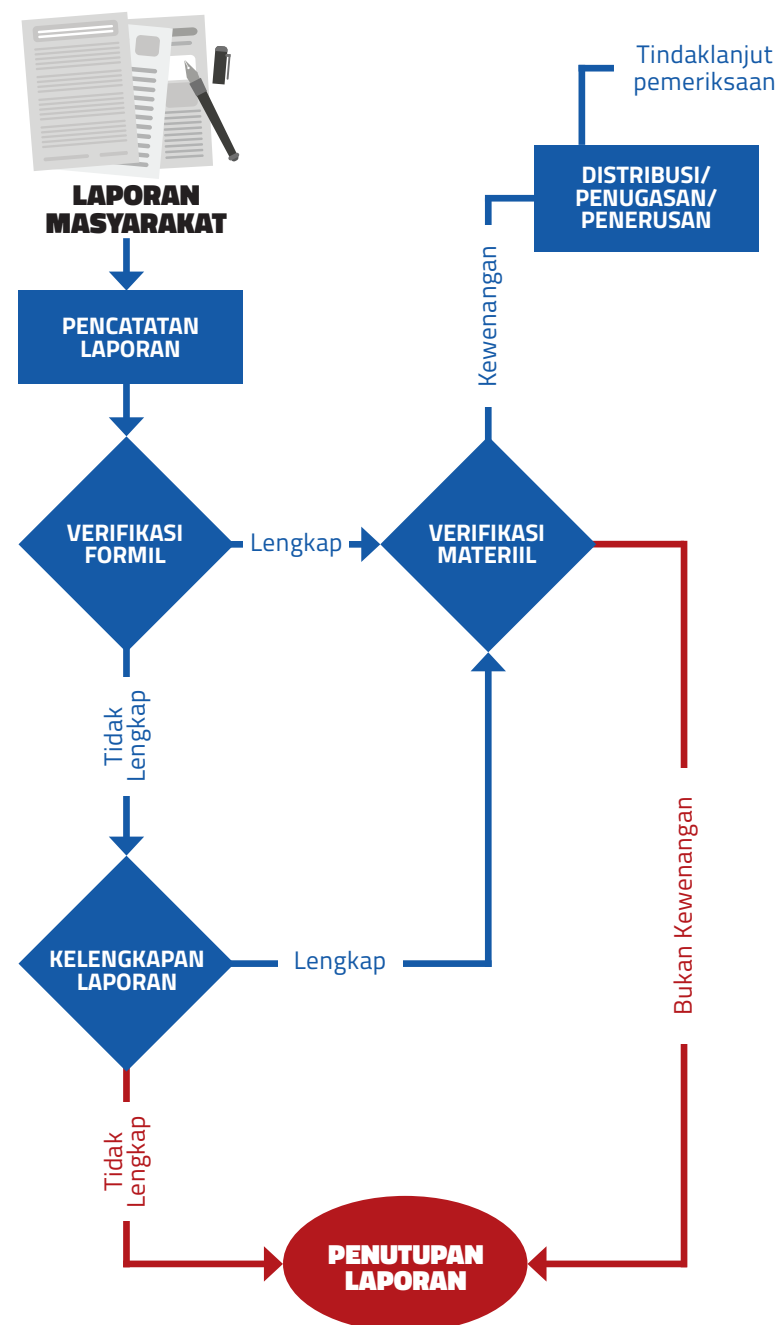 LAPORAN
MASYARAKAT
PENCATATAN
LAPORAN
VERIFIKASI
FORMIL
Lengkap
VERIFIKASI
MATERIIL
Kewenangan
DISTRIBUSI/
PENUGASAN/
PENERUSAN
Tindaklanjut
pemeriksaan
Tidak
Lengkap
KELENGKAPAN
LAPORAN
Lengkap
Bukan Kewenangan
Tidak
Lengkap
PENUTUPAN
LAPORAN